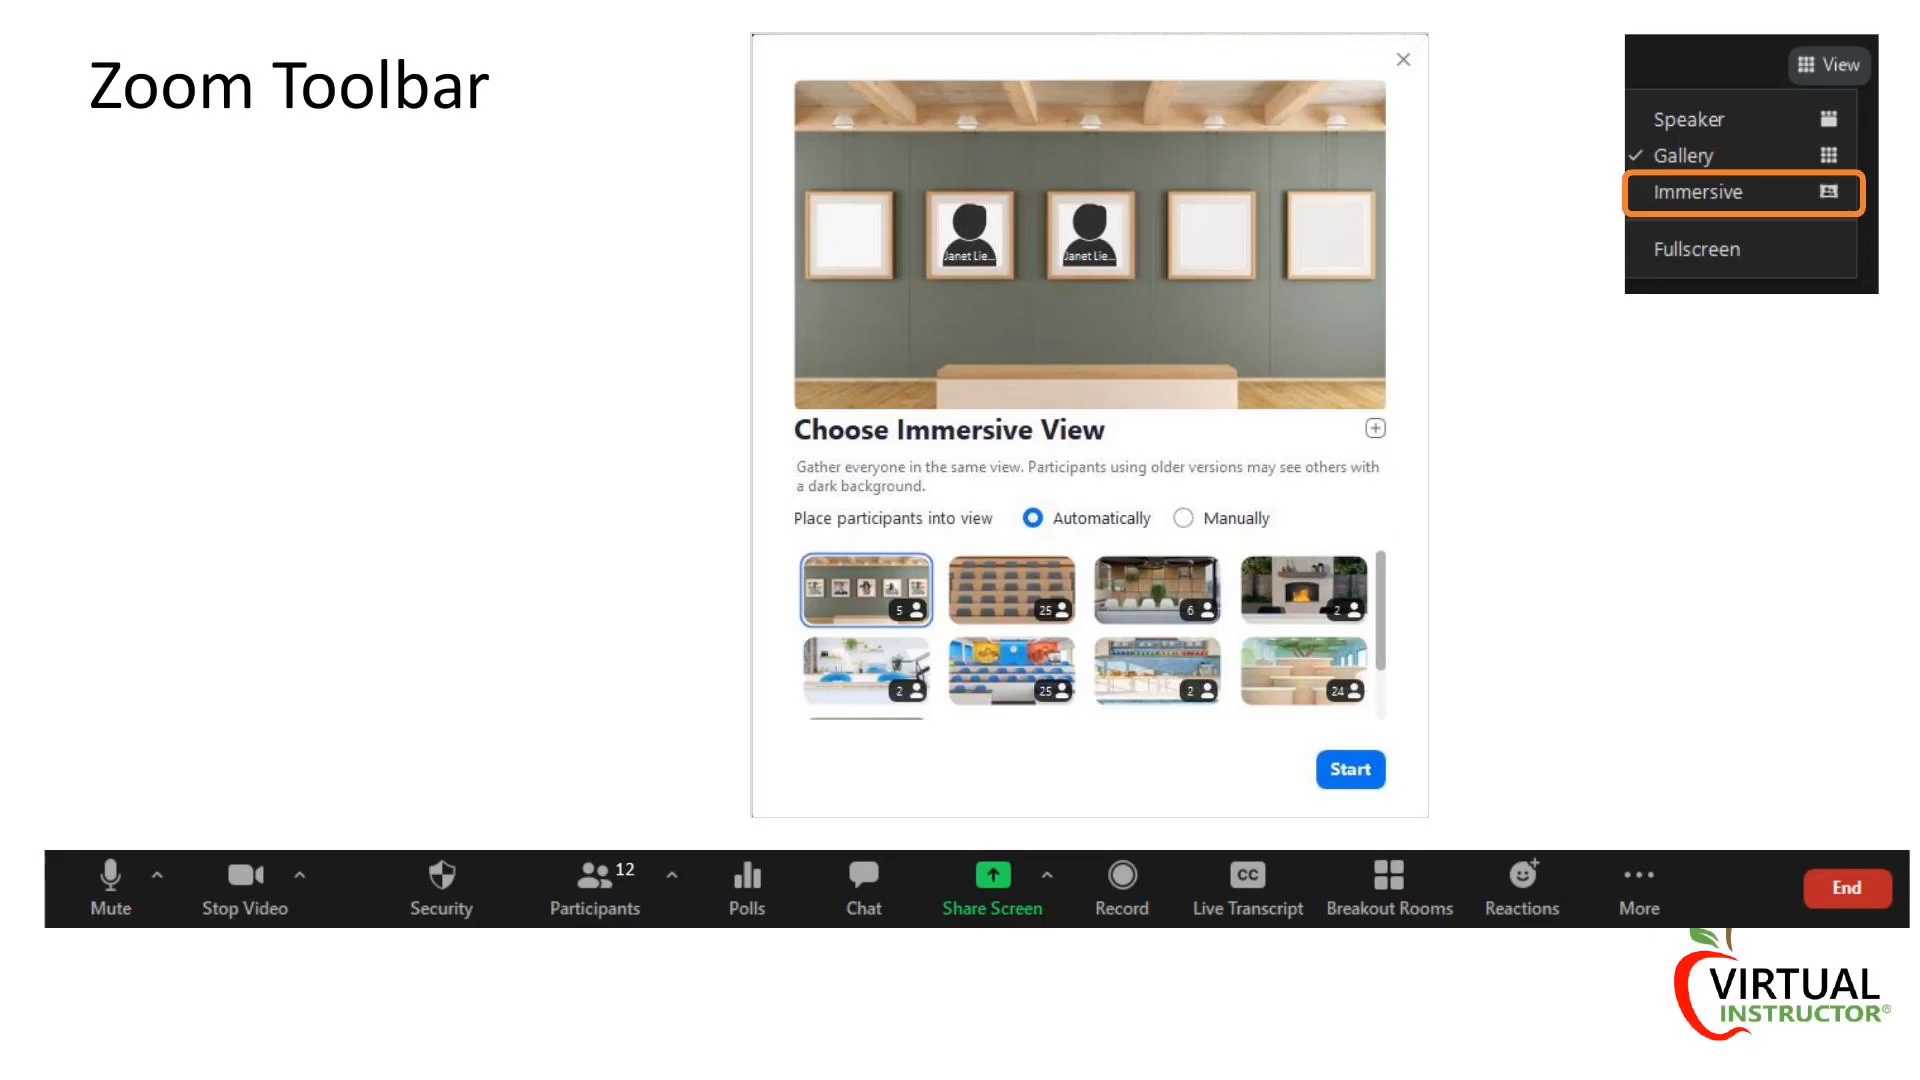 Zoom Toolbar
View
Speaker
Gallery
Immersive
Fullscreen
Janet Lie...
Janet Lie...
Choose Immersive View
Gather everyone in the same view. Participants using older versions may see others with
a dark background.
Place participants into view Automatically Manually
5 25 6 2
2 25 2 24
Start
12
Mute Stop Video Security Participants Polls Chat Share Screen Record CC Live Transcript Breakout Rooms Reactions More End
VIRTUAL
INSTRUCTOR®